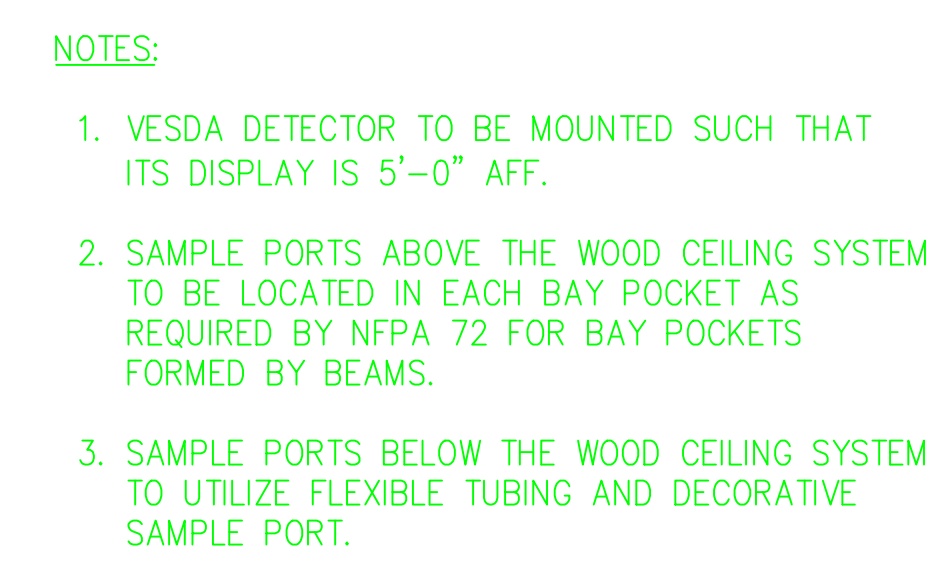 NOTES:
1. VESDA DETECTOR TO BE MOUNTED SUCH THAT
ITS DISPLAY IS 5'-0" AFF.
2. SAMPLE PORTS ABOVE THE WOOD CEILING SYSTEM
TO BE LOCATED IN EACH BAY POCKET AS
REQUIRED BY NFPA 72 FOR BAY POCKETS
FORMED BY BEAMS.
3. SAMPLE PORTS BELOW THE WOOD CEILING SYSTEM
TO UTILIZE FLEXIBLE TUBING AND DECORATIVE
SAMPLE PORT.